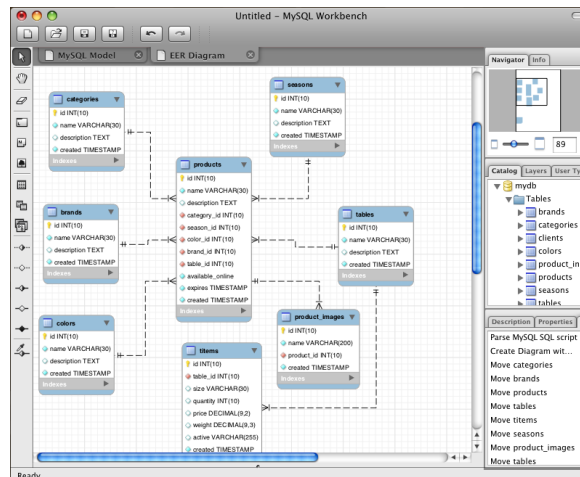 Untitled - MySQL Workbench
MySQL Model
EER Diagram
Navigator
Info
89
Catalog
Layers
User Ty
mydb
Tables
brands
categories
clients
colors
product_in
products
seasons
tables
Description
Properties
Parse MySQL SQL script
Create Diagram wit...
Move categories
Move brands
Move products
Move tables
Move titems
Move seasons
Move product_images
Move tables
categories
id INT(10)
name VARCHAR(30)
description TEXT
created TIMESTAMP
Indexes
seasons
id INT(10)
name VARCHAR(30)
description TEXT
created TIMESTAMP
Indexes
products
id INT(10)
name VARCHAR(30)
description TEXT
category_id INT(10)
season_id INT(10)
color_id INT(10)
brand_id INT(10)
table_id INT(10)
available_online
expires TIMESTAMP
created TIMESTAMP
brands
id INT(10)
name VARCHAR(30)
description TEXT
created TIMESTAMP
Indexes
tables
id INT(10)
name VARCHAR(30)
description TEXT
created TIMESTAMP
Indexes
colors
id INT(10)
name VARCHAR(30)
description TEXT
created TIMESTAMP
Indexes
product_images
id INT(10)
name VARCHAR(200)
product_id INT(10)
created TIMESTAMP
Indexes
titems
id INT(10)
table_id INT(10)
size VARCHAR(30)
quantity INT(10)
price DECIMAL(9,2)
weight DECIMAL(9,3)
active VARCHAR(255)
created TIMESTAMP
Ready